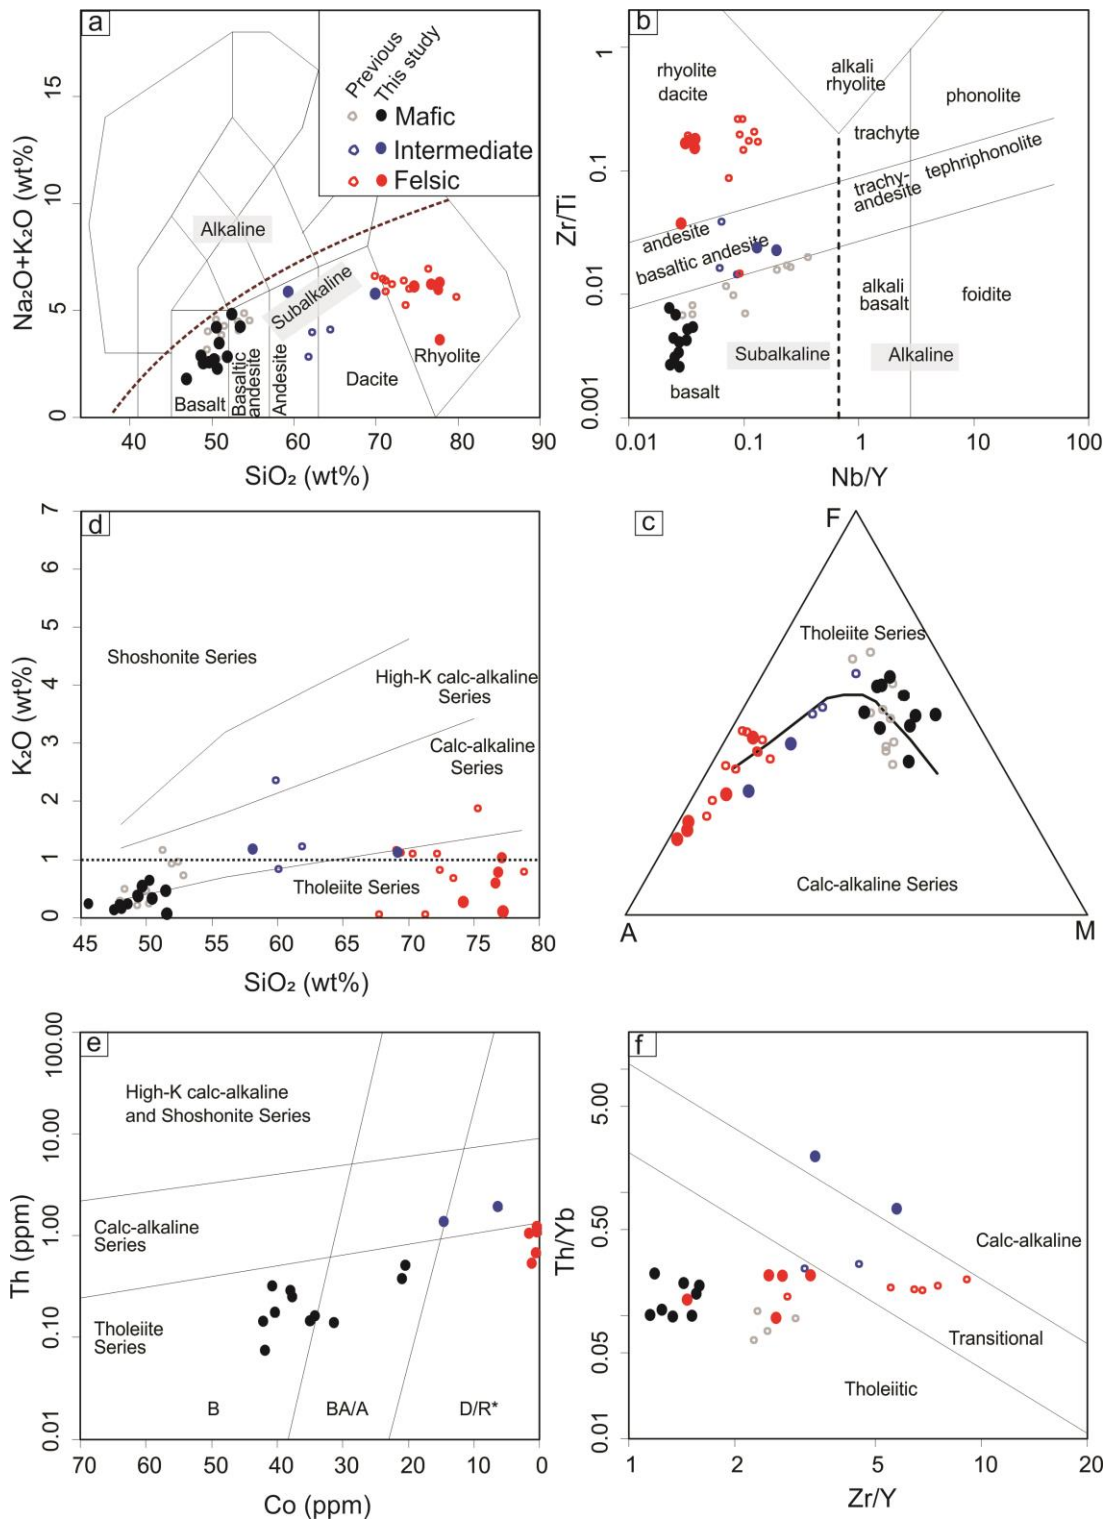 a
Na₂O+K₂O (wt%)
15
10
5
0
Previous
This study
Mafic
Intermediate
Felsic
Alkaline
Subalkaline
Basalt
Basaltic
andesite
Andesite
Dacite
Rhyolite
40
50
60
70
80
90
SiO₂ (wt%)
b
Zr/Ti
1
0.1
0.01
0.001
rhyolite
dacite
alkali
rhyolite
phonolite
trachyte
trachy-
andesite
tephriphonolite
andesite
basaltic andesite
alkali
basalt
foidite
Subalkaline
Alkaline
basalt
0.01
0.1
1
10
100
Nb/Y
d
K₂O (wt%)
7
6
5
4
3
2
1
0
Shoshonite Series
High-K calc-alkaline
Series
Calc-alkaline
Series
Tholeiite Series
45
50
55
60
65
70
75
80
SiO₂ (wt%)
c
F
Tholeiite Series
Calc-alkaline Series
A
M
e
Th (ppm)
100.00
10.00
1.00
0.10
0.01
High-K calc-alkaline
and Shoshonite Series
Calc-alkaline
Series
Tholeiite
Series
B
BA/A
D/R*
70
60
50
40
30
20
10
0
Co (ppm)
f
Th/Yb
5.00
0.50
0.05
0.01
Calc-alkaline
Transitional
Tholeiitic
1
2
5
10
20
Zr/Y